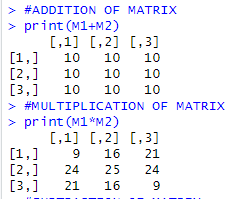 > #ADDITION OF MATRIX
> print(M1+M2)
     [,1] [,2] [,3]
[1,]   10   10   10
[2,]   10   10   10
[3,]   10   10   10
> #MULTIPLICATION OF MATRIX
> print(M1*M2)
     [,1] [,2] [,3]
[1,]    9   16   21
[2,]   24   25   24
[3,]   21   16    9